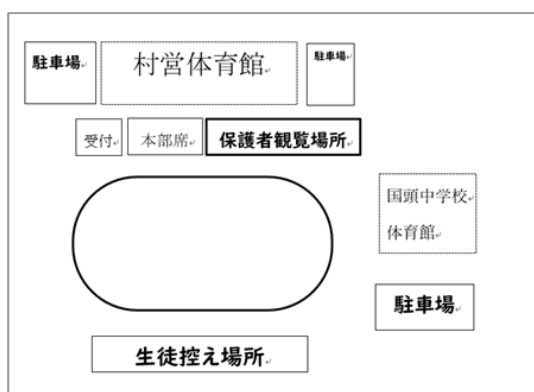 駐車場
村営体育館
駐車場
受付
本部席
保護者観覧場所
国頭中学校
体育館
駐車場
生徒控え場所